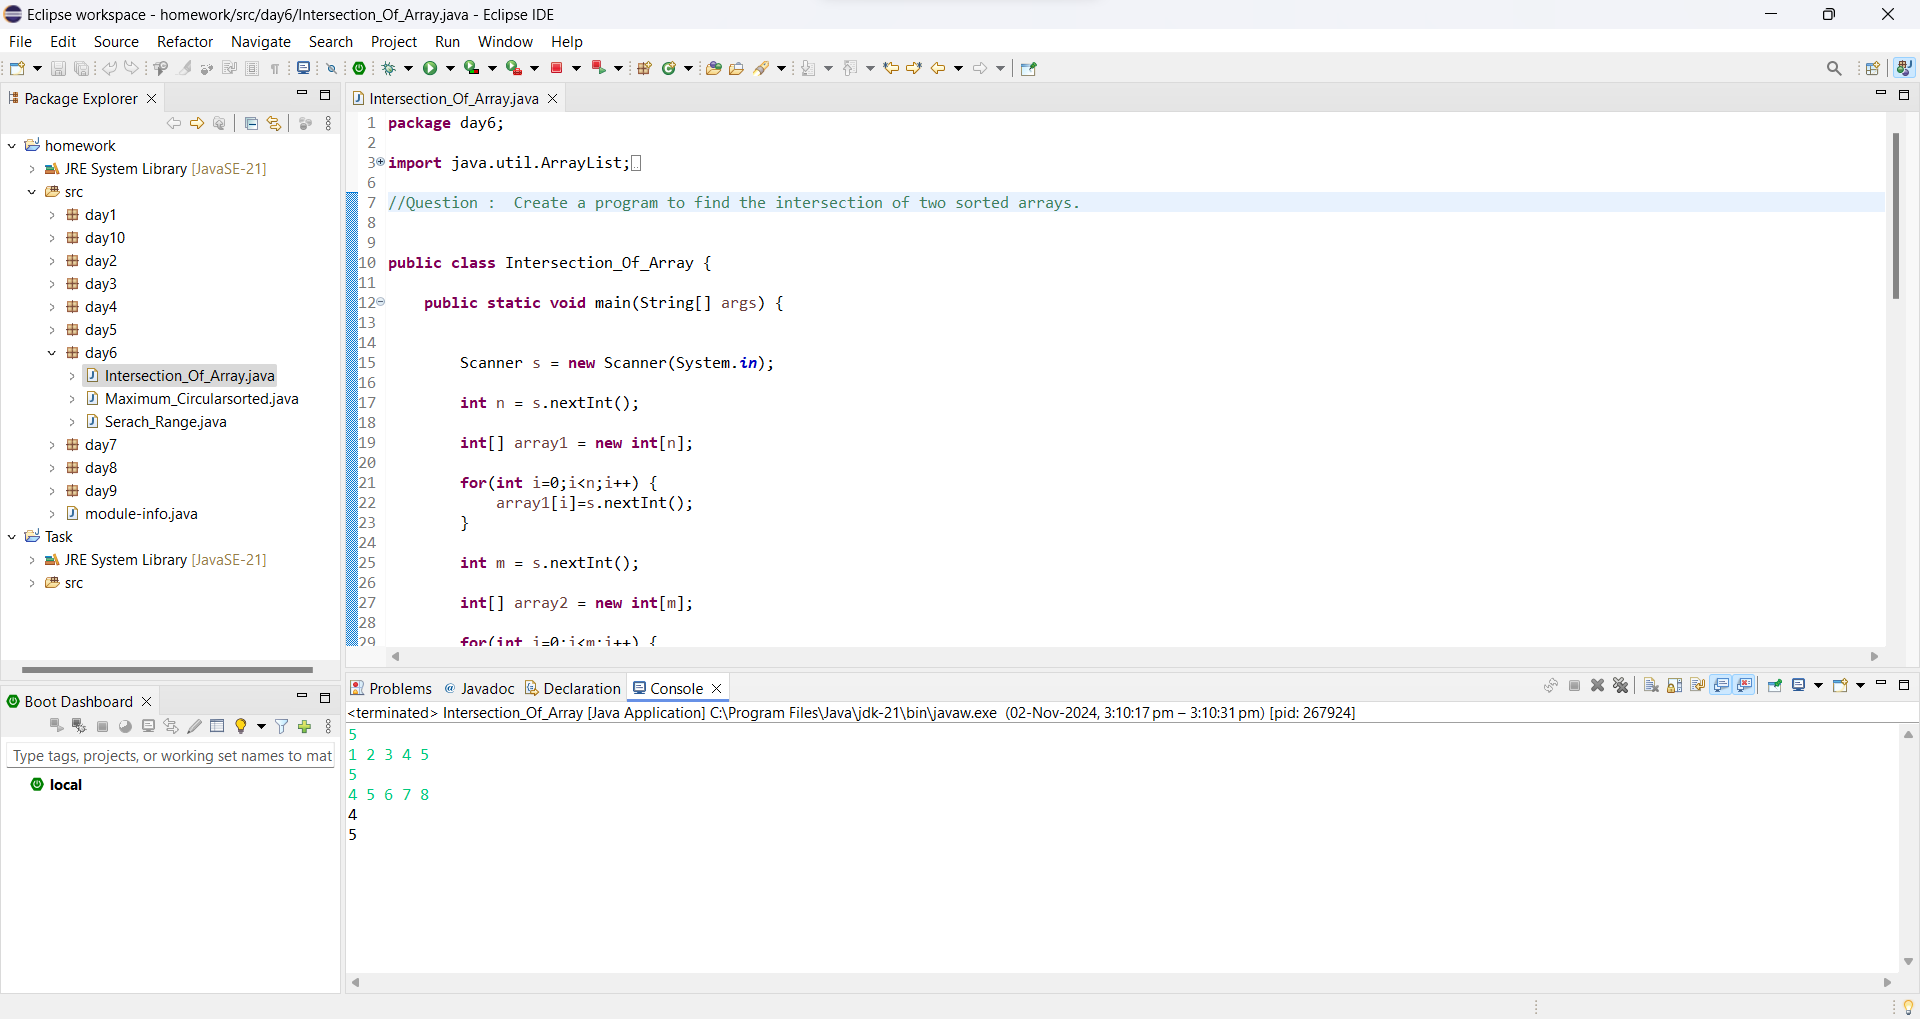 Eclipse workspace - homework/src/day6/Intersection_Of_Array.java - Eclipse IDE
File Edit Source Refactor Navigate Search Project Run Window Help
Package Explorer
homework
JRE System Library [JavaSE-21]
src
day1
day10
day2
day3
day4
day5
day6
Intersection_Of_Array.java
Maximum_Circularsorted.java
Serach_Range.java
day7
day8
day9
module-info.java
Task
JRE System Library [JavaSE-21]
src
Boot Dashboard
Type tags, projects, or working set names to mat
local
Intersection_Of_Array.java
1 package day6;
2
3 import java.util.ArrayList;
6
7 //Question :  Create a program to find the intersection of two sorted arrays.
8
9
10 public class Intersection_Of_Array {
11
12 public static void main(String[] args) {
13
14
15 Scanner s = new Scanner(System.in);
16
17 int n = s.nextInt();
18
19 int[] array1 = new int[n];
20
21 for(int i=0;i<n;i++) {
22 array1[i]=s.nextInt();
23 }
24
25 int m = s.nextInt();
26
27 int[] array2 = new int[m];
28
29 for(int i=0;i<m;i++) {
Problems Javadoc Declaration Console
<terminated> Intersection_Of_Array [Java Application] C:\Program Files\Java\jdk-21\bin\javaw.exe (02-Nov-2024, 3:10:17 pm – 3:10:31 pm) [pid: 267924]
5
1 2 3 4 5
5
4 5 6 7 8
4
5